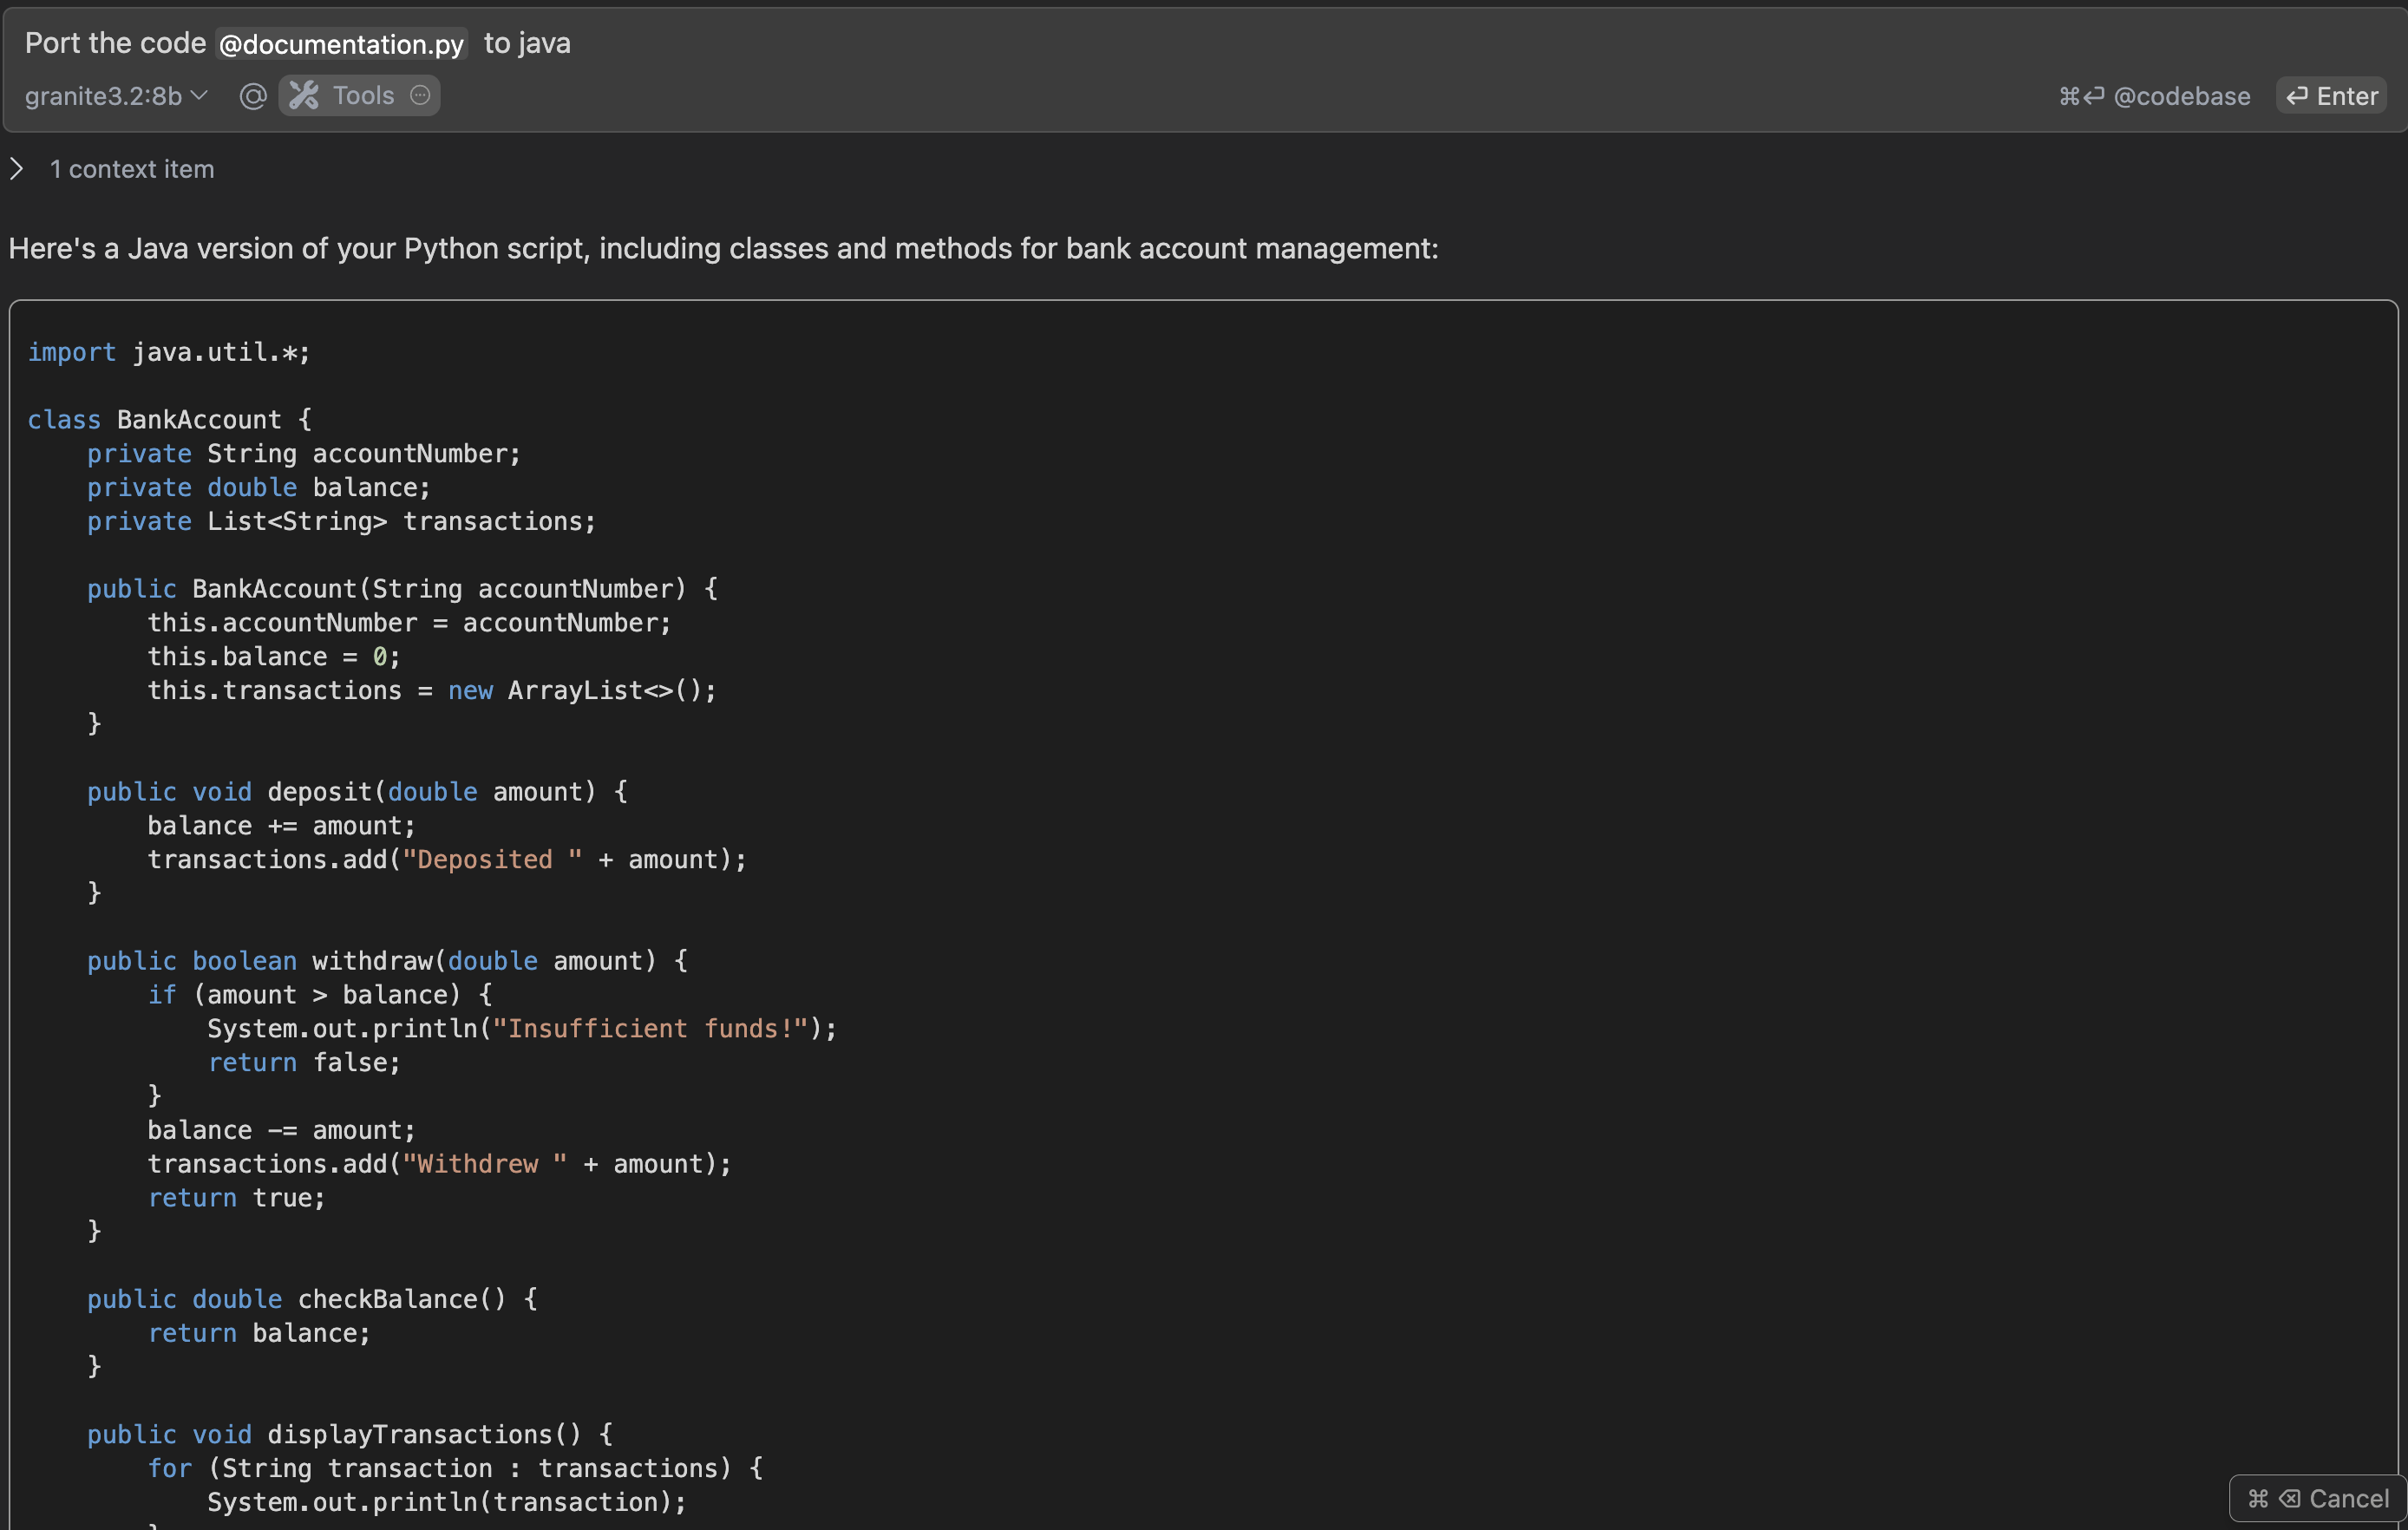 Port the code @documentation.py to java
granite3.2:8b @ Tools ⌘⏎ @codebase ⏎ Enter
1 context item
Here's a Java version of your Python script, including classes and methods for bank account management:
import java.util.*;
class BankAccount {
    private String accountNumber;
    private double balance;
    private List<String> transactions;
    public BankAccount(String accountNumber) {
        this.accountNumber = accountNumber;
        this.balance = 0;
        this.transactions = new ArrayList<>();
    }
    public void deposit(double amount) {
        balance += amount;
        transactions.add("Deposited " + amount);
    }
    public boolean withdraw(double amount) {
        if (amount > balance) {
            System.out.println("Insufficient funds!");
            return false;
        }
        balance -= amount;
        transactions.add("Withdrew " + amount);
        return true;
    }
    public double checkBalance() {
        return balance;
    }
    public void displayTransactions() {
        for (String transaction : transactions) {
            System.out.println(transaction);
        }
⌘ ⌫ Cancel